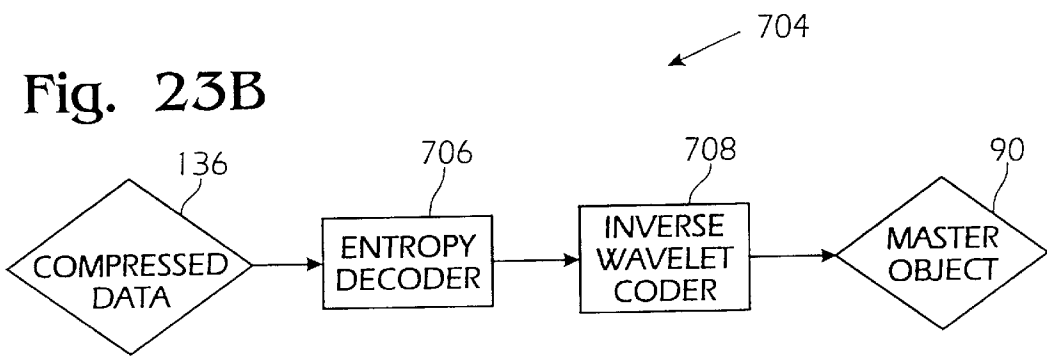 704
Fig. 23B
136
706
708
90
COMPRESSED
DATA
ENTROPY
DECODER
INVERSE
WAVELET
CODER
MASTER
OBJECT